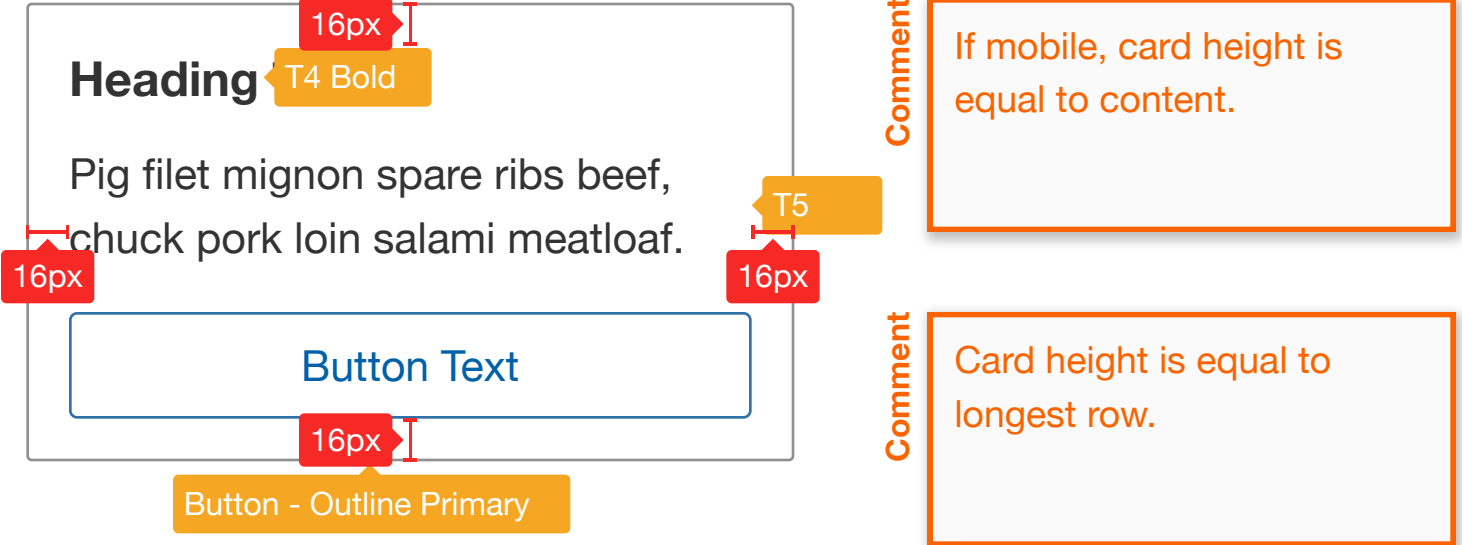 16px
Heading
T4 Bold
Pig filet mignon spare ribs beef,
T5
chuck pork loin salami meatloaf.
16px
16px
Button Text
16px
Button - Outline Primary
Comment
If mobile, card height is
equal to content.
Comment
Card height is equal to
longest row.